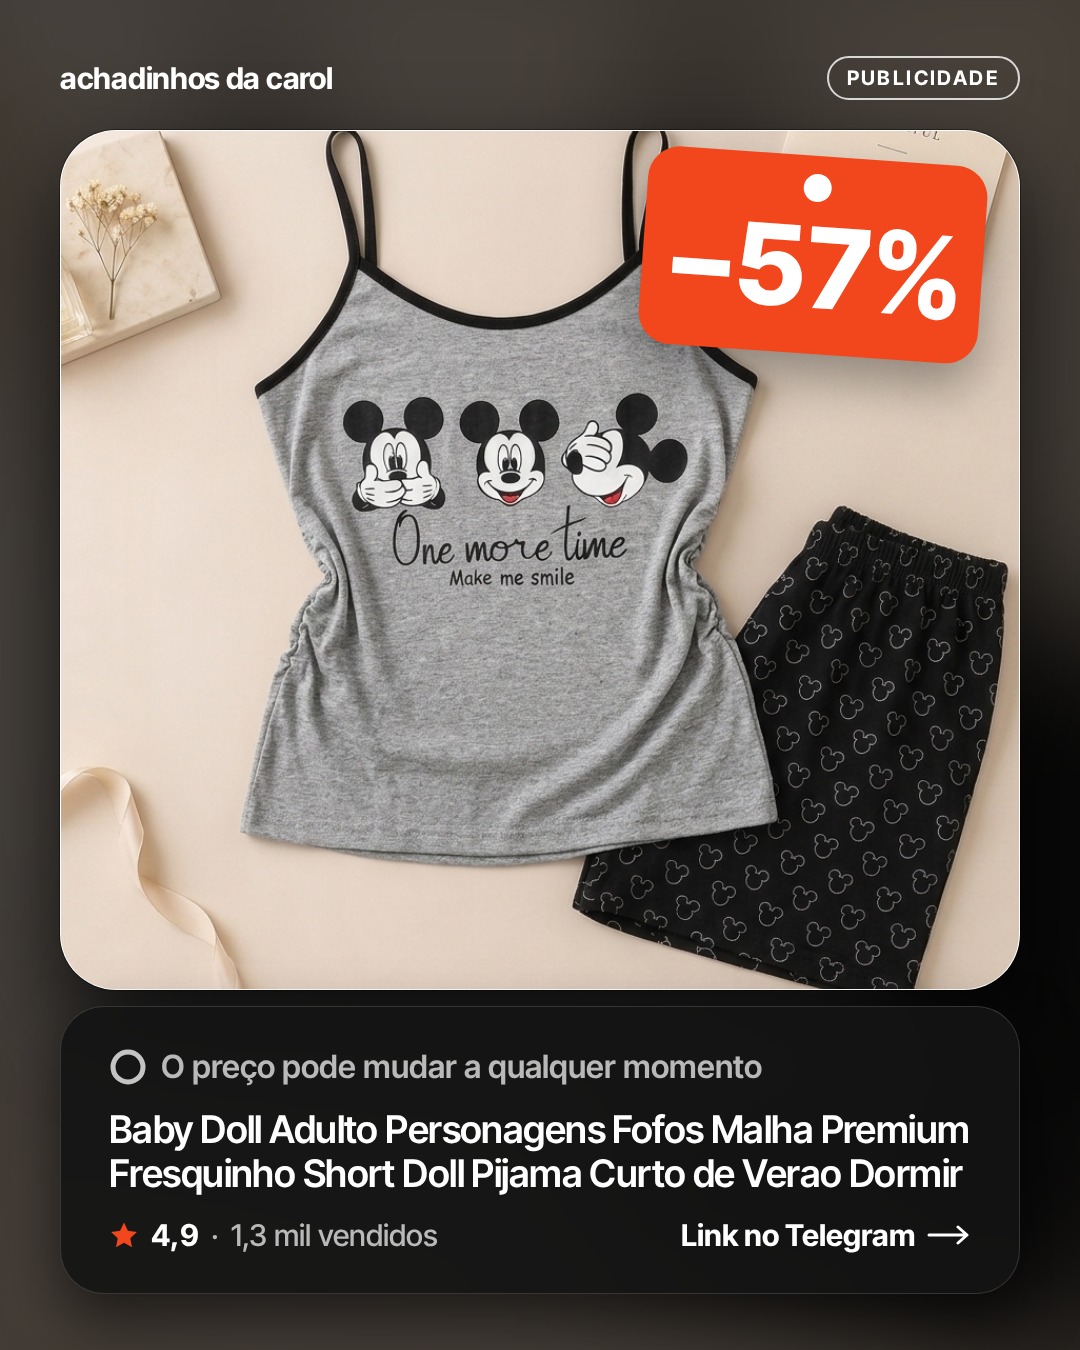 achadinhos da carol
PUBLICIDADE
–57%
One more time
Make me smile
O preço pode mudar a qualquer momento
Baby Doll Adulto Personagens Fofos Malha Premium
Fresquinho Short Doll Pijama Curto de Verao Dormir
4,9 · 1,3 mil vendidos
Link no Telegram →